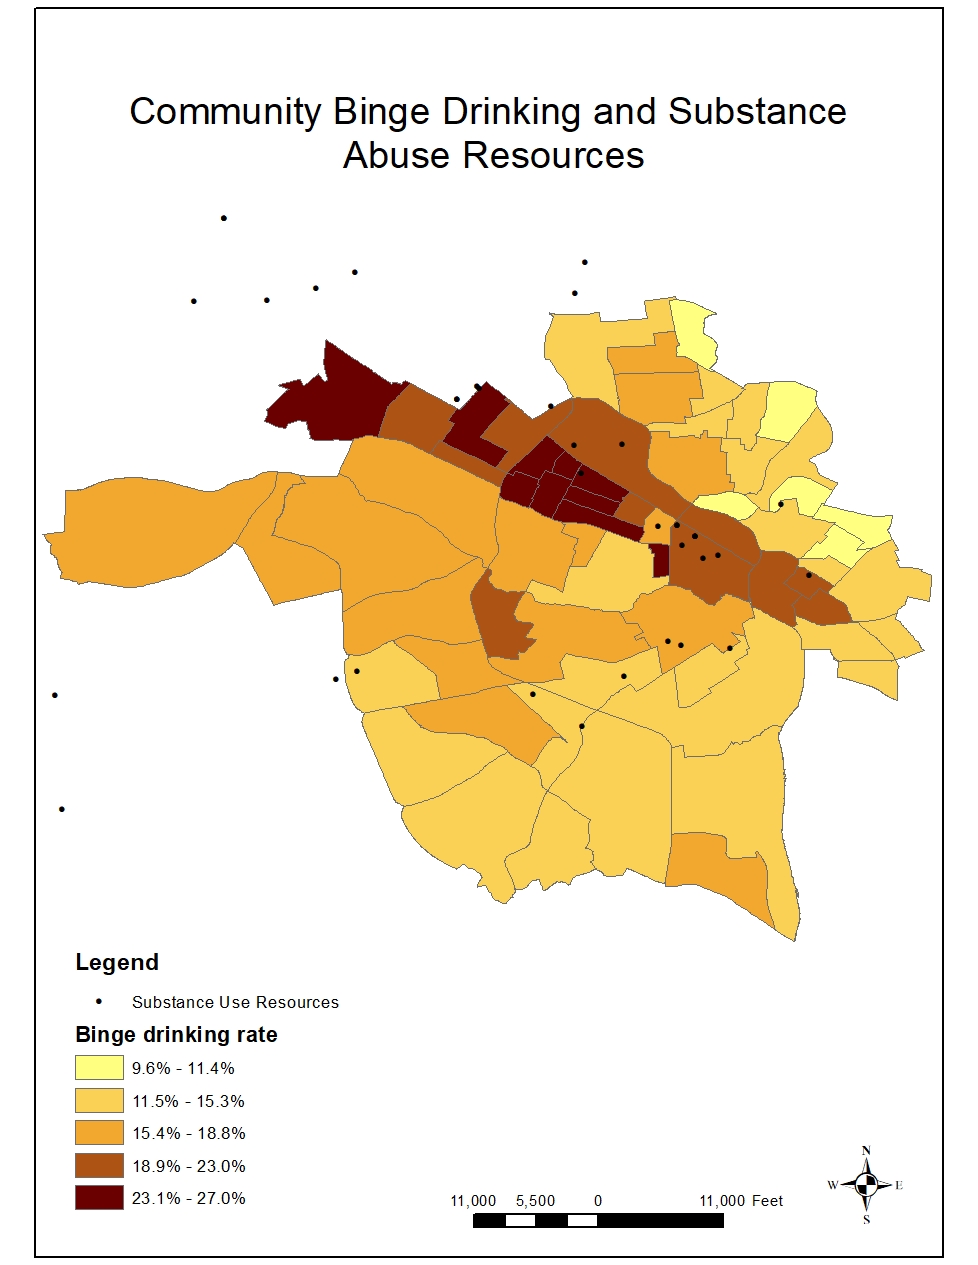 Community Binge Drinking and Substance
Abuse Resources
Legend
Substance Use Resources
Binge drinking rate
9.6% - 11.4%
11.5% - 15.3%
15.4% - 18.8%
18.9% - 23.0%
23.1% - 27.0%
N
W E
S
11,000 5,500 0 11,000 Feet